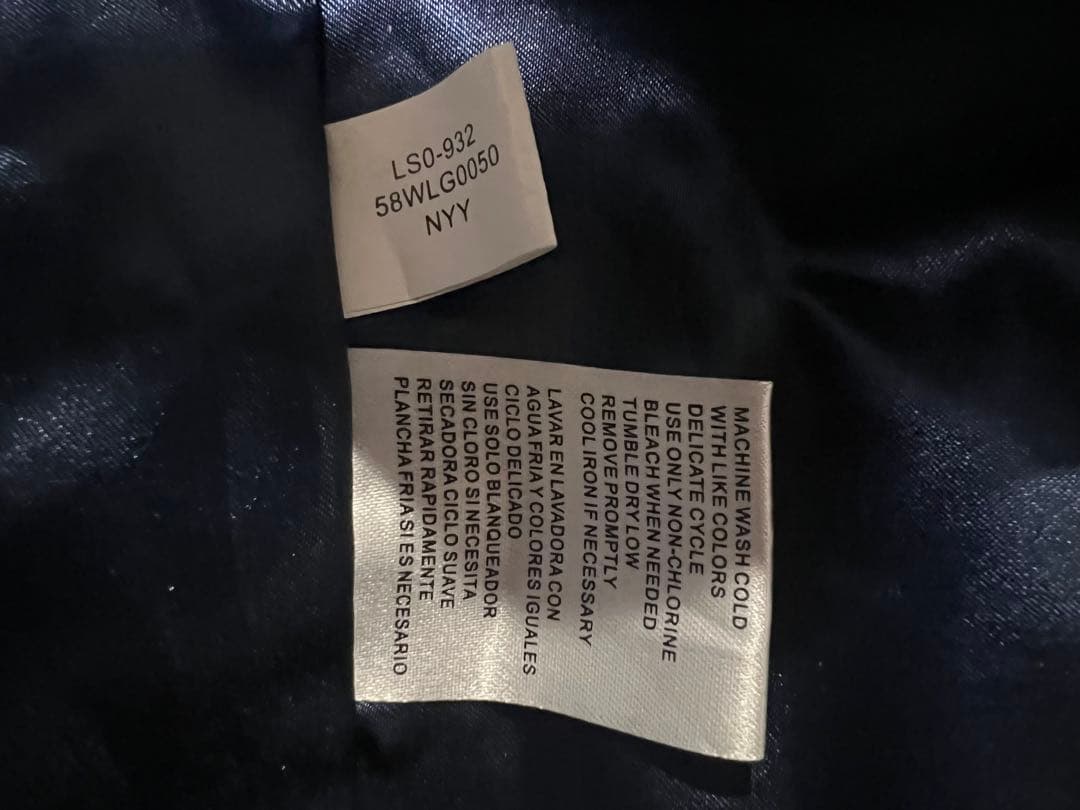 LS0-932
58WLG0050
NYY
MACHINE WASH COLD
WITH LIKE COLORS
DELICATE CYCLE
USE ONLY NON-CHLORINE
BLEACH WHEN NEEDED
TUMBLE DRY LOW
REMOVE PROMPTLY
COOL IRON IF NECESSARY
LAVAR EN LAVADORA CON
AGUA FRIA Y COLORES IGUALES
CICLO DELICADO
USE SOLO BLANQUEADOR
SIN CLORO SI NECESITA
SECADORA CICLO SUAVE
RETIRAR RAPIDAMENTE
PLANCHA FRIA SI ES NECESARIO